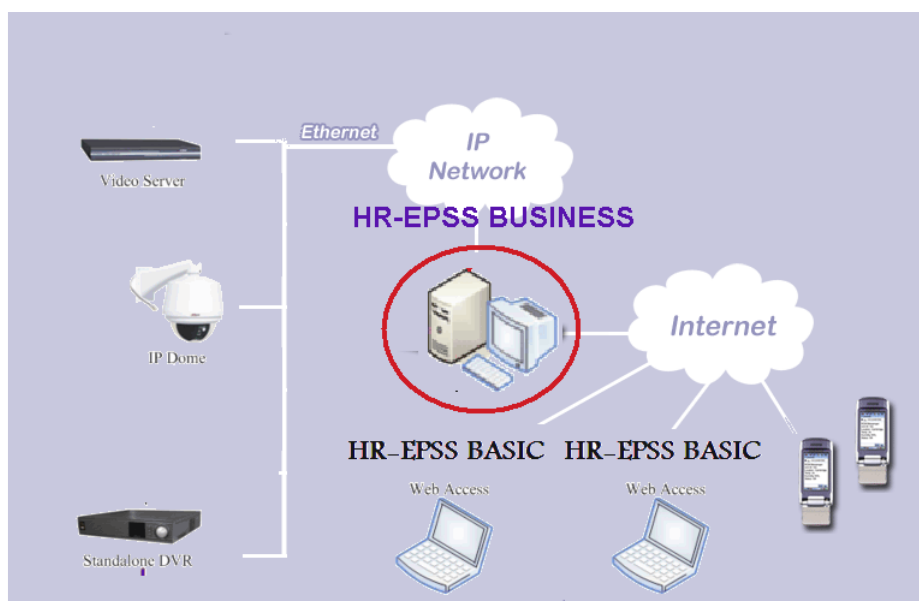 Ethernet
IP
Network
Video Server
HR-EPSS BUSINESS
Internet
IP Dome
HR-EPSS BASIC
HR-EPSS BASIC
Web Access
Web Access
Standalone DVR